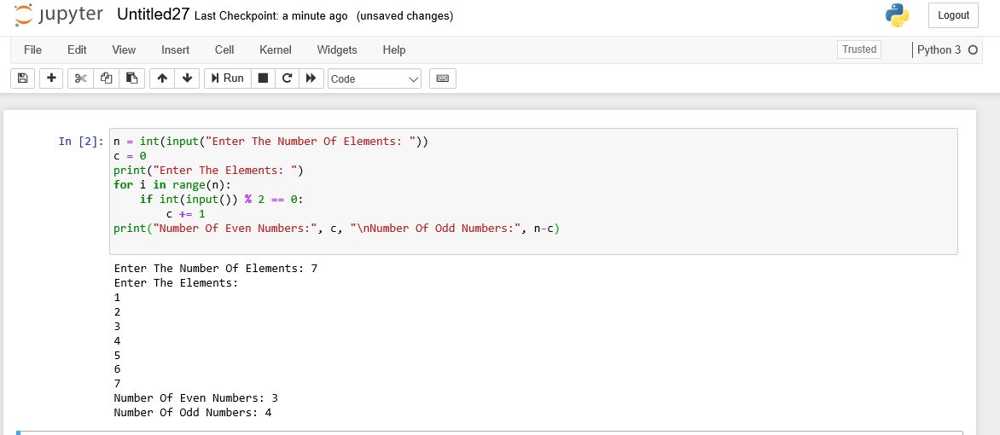 jupyter Untitled27 Last Checkpoint: a minute ago (unsaved changes)
Logout
File Edit View Insert Cell Kernel Widgets Help
Trusted
Python 3
Run
Code
In [2]: n = int(input("Enter The Number Of Elements: "))
c = 0
print("Enter The Elements: ")
for i in range(n):
    if int(input()) % 2 == 0:
        c += 1
print("Number Of Even Numbers:", c, "\nNumber Of Odd Numbers:", n-c)
Enter The Number Of Elements: 7
Enter The Elements:
1
2
3
4
5
6
7
Number Of Even Numbers: 3
Number Of Odd Numbers: 4